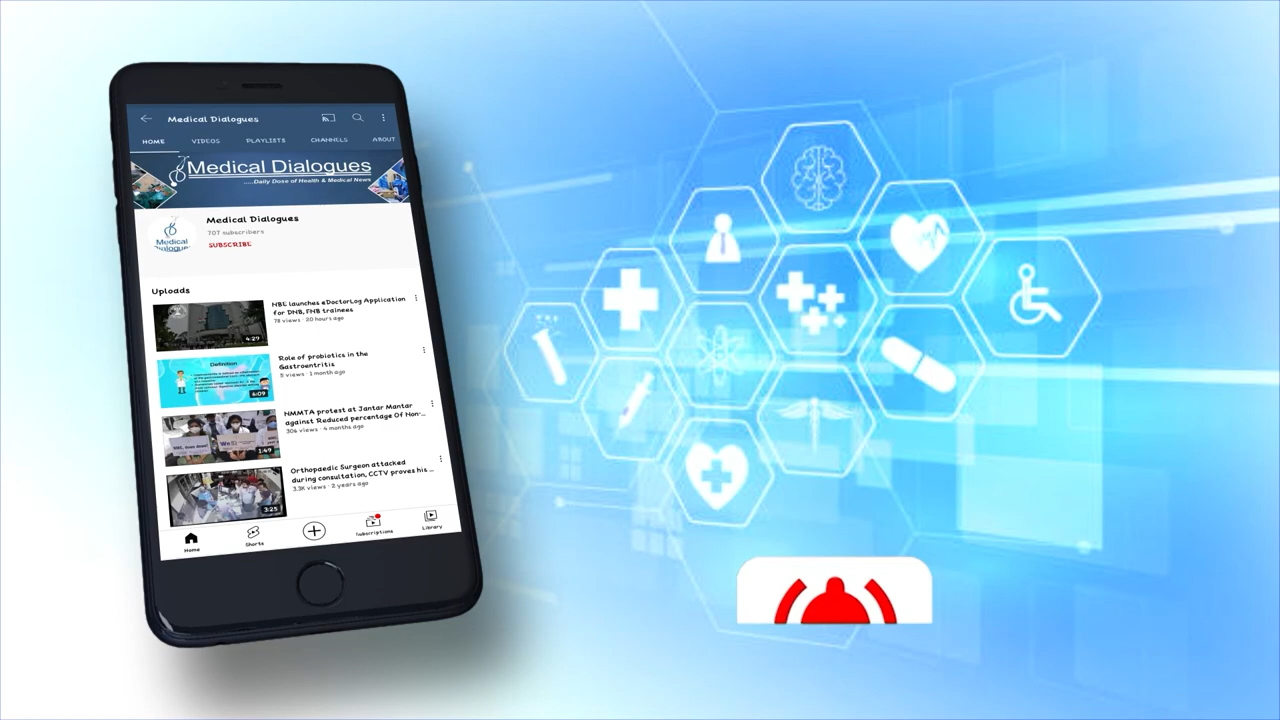 Medical Dialogues
HOME VIDEOS PLAYLISTS CHANNELS ABOUT
Medical Dialogues
.....Daily Dose of Health & Medical News
Medical Dialogues
707 subscribers
SUBSCRIBE
Medical
Dialogues
Uploads
NBE launches eDoctorLog Application
for DNB, FNB trainees
78 views · 20 hours ago
4:29
Role of probiotics in the
Gastroentritis
5 views · 1 month ago
Definition
6:09
NMMTA protest at Jantar Mantar
against Reduced percentage Of Non-...
306 views · 4 months ago
1:49
Orthopaedic Surgeon attacked
during consultation, CCTV proves his ...
3.3K views · 2 years ago
3:25
Home Shorts Subscriptions Library